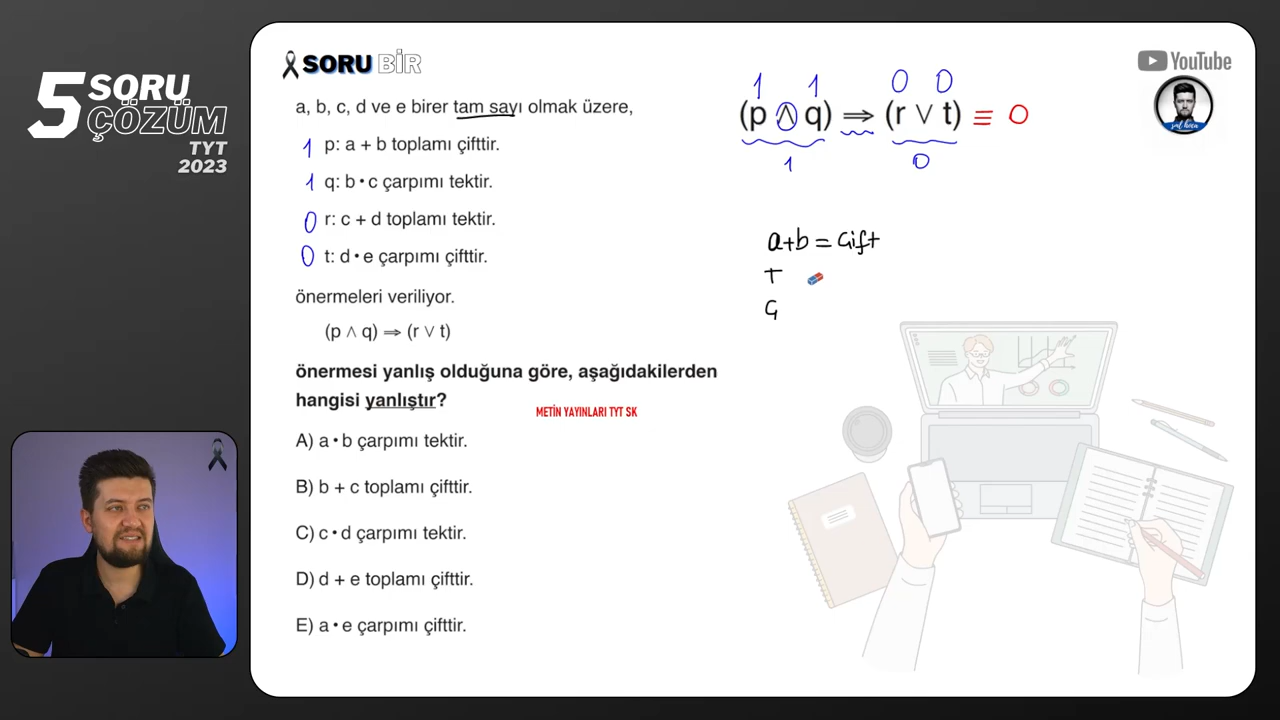 5 SORU
ÇÖZÜM
TYT
2023
SORU BİR
a, b, c, d ve e birer tam sayı olmak üzere,
1 p: a + b toplamı çifttir.
1 q: b • c çarpımı tektir.
0 r: c + d toplamı tektir.
0 t: d • e çarpımı çifttir.
önermeleri veriliyor.
(p ∧ q) ⇒ (r ∨ t)
önermesi yanlış olduğuna göre, aşağıdakilerden
hangisi yanlıştır?
METİN YAYINLARI TYT SK
A) a • b çarpımı tektir.
B) b + c toplamı çifttir.
C) c • d çarpımı tektir.
D) d + e toplamı çifttir.
E) a • e çarpımı çifttir.
1 1 0 0
(p ∧ q) ⇒ (r ∨ t) ≡ 0
1 0
a+b = Çift
T
Ç
YouTube